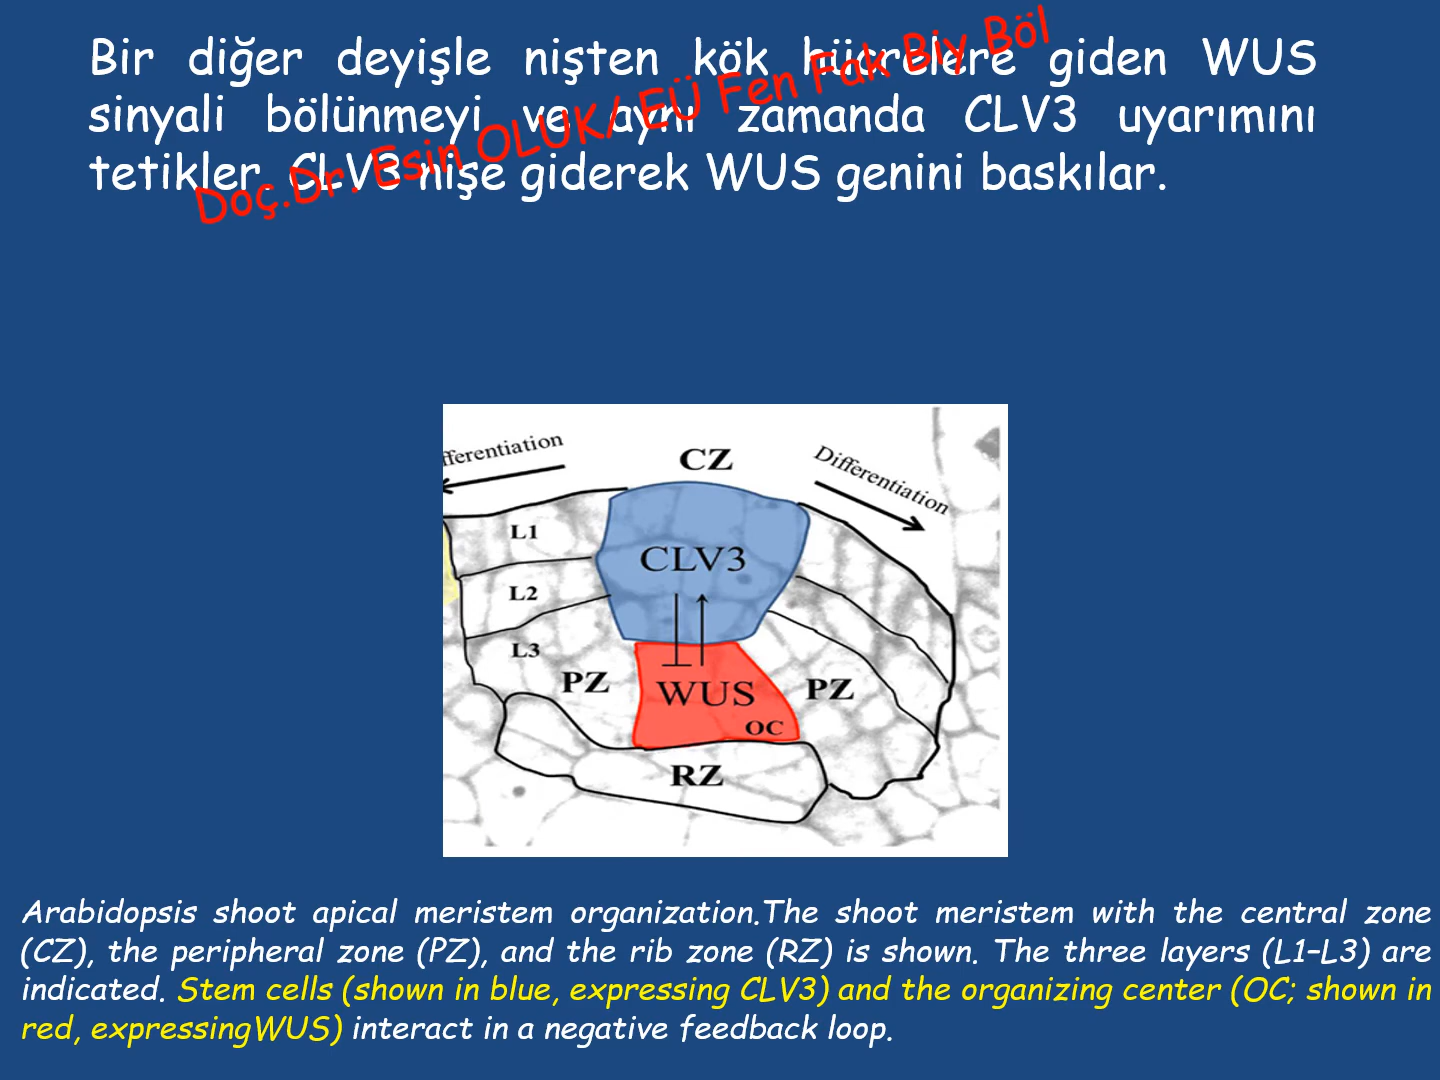 Bir diğer deyişle nişten kök hücrelere giden WUS
sinyali bölünmeyi ve aynı zamanda CLV3 uyarımını
tetikler. CLV3 nişe giderek WUS genini baskılar.
Doç.Dr. Esin OLUK/ EÜ Fen Fak Biy Böl
fferentiation
CZ
Differentiation
L1
CLV3
L2
L3
PZ
WUS
PZ
OC
RZ
Arabidopsis shoot apical meristem organization.The shoot meristem with the central zone
(CZ), the peripheral zone (PZ), and the rib zone (RZ) is shown. The three layers (L1–L3) are
indicated. Stem cells (shown in blue, expressing CLV3) and the organizing center (OC; shown in
red, expressingWUS) interact in a negative feedback loop.